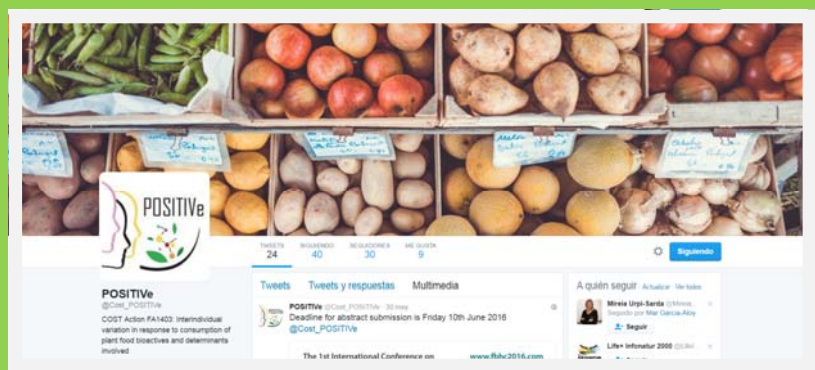 POSITIVe
TWEETS SIGUIENDO SEGUIDORES ME GUSTA
24 40 30 9
Siguiendo
POSITIVe
@Cost_POSITIVe
COST Action FA1403: Interindividual
variation in response to consumption of
plant food bioactives and determinants
involved
Tweets Tweets y respuestas Multimedia
POSITIVe @Cost_POSITIVe · 30 may.
Deadline for abstract submission is Friday 10th June 2016
@Cost_POSITIVe
The 1st International Conference on www.fbhc2016.com
A quién seguir Actualizar Ver todos
Mireia Urpi-Sarda @Mireia_
Seguido por Mar Garcia-Aloy
Seguir
Life+ Infonatur 2000
Seguir